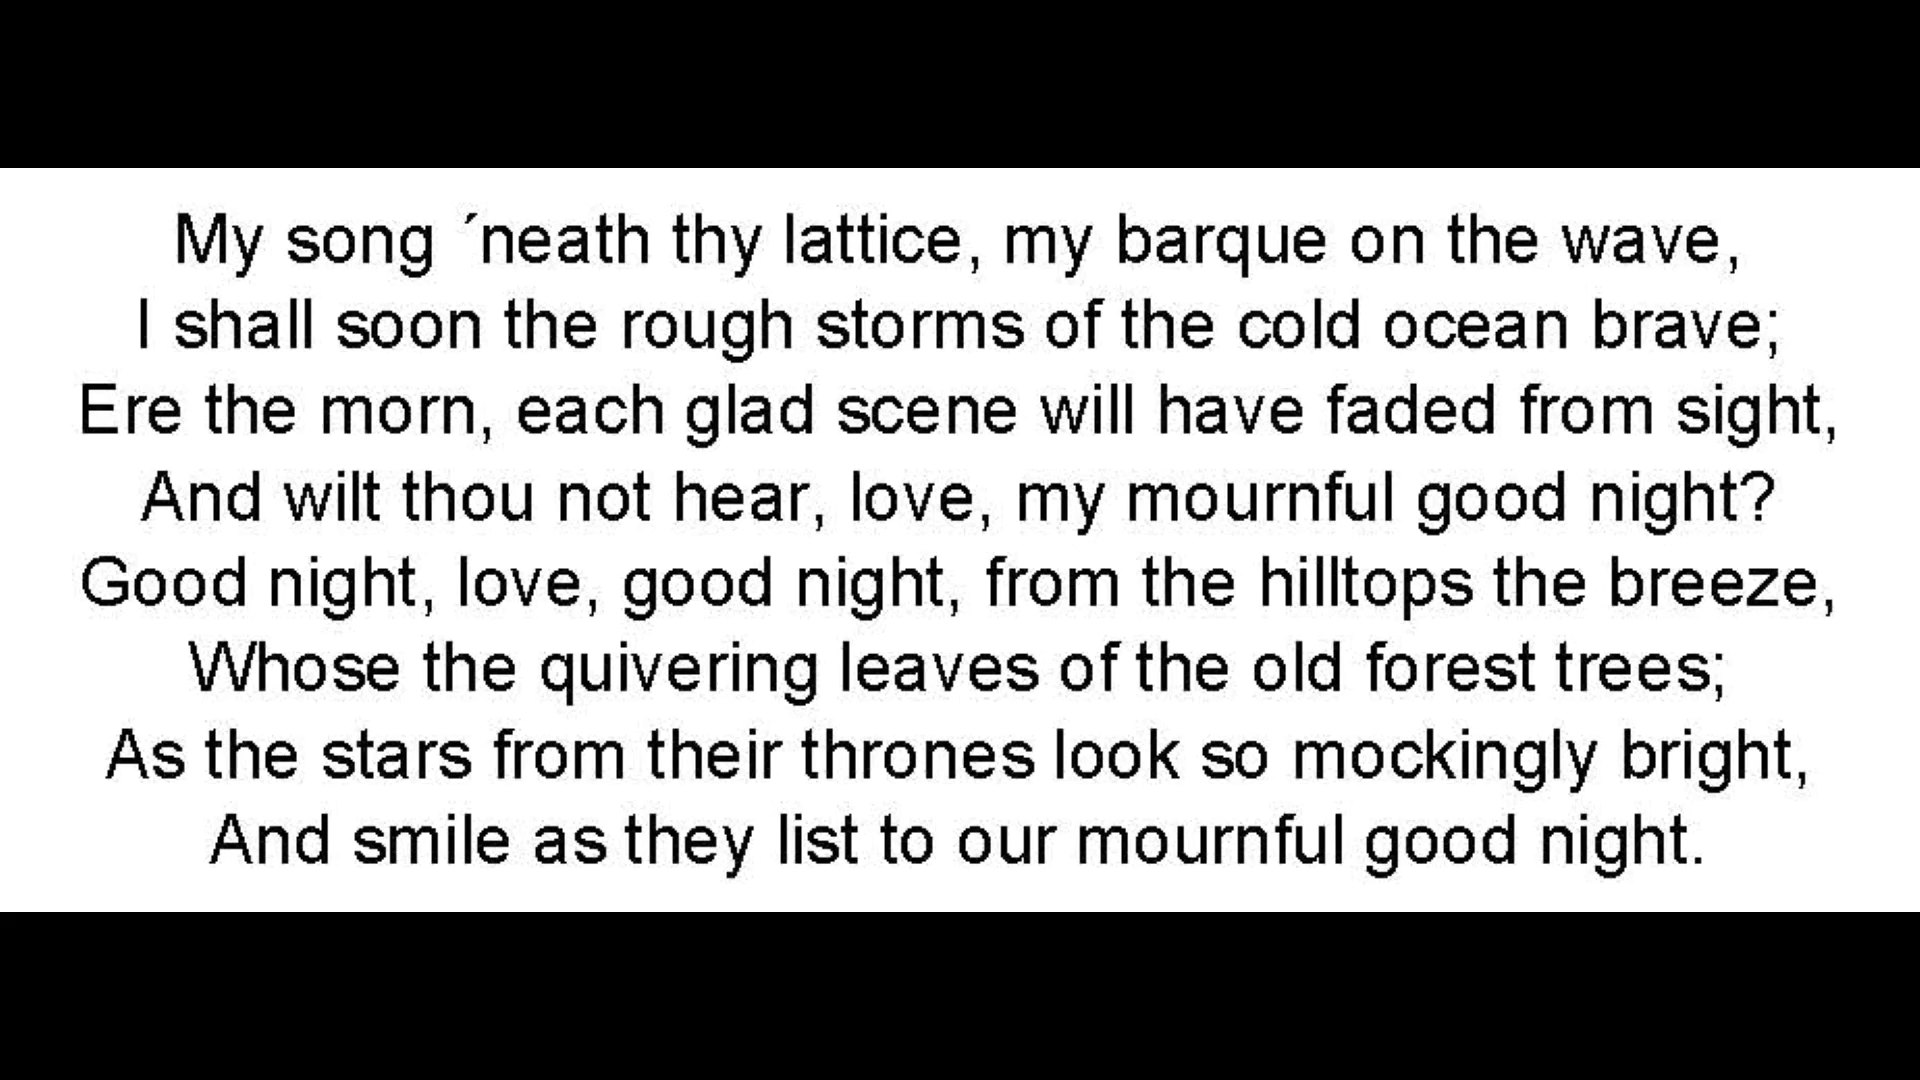 My song ´neath thy lattice, my barque on the wave,
I shall soon the rough storms of the cold ocean brave;
Ere the morn, each glad scene will have faded from sight,
And wilt thou not hear, love, my mournful good night?
Good night, love, good night, from the hilltops the breeze,
Whose the quivering leaves of the old forest trees;
As the stars from their thrones look so mockingly bright,
And smile as they list to our mournful good night.